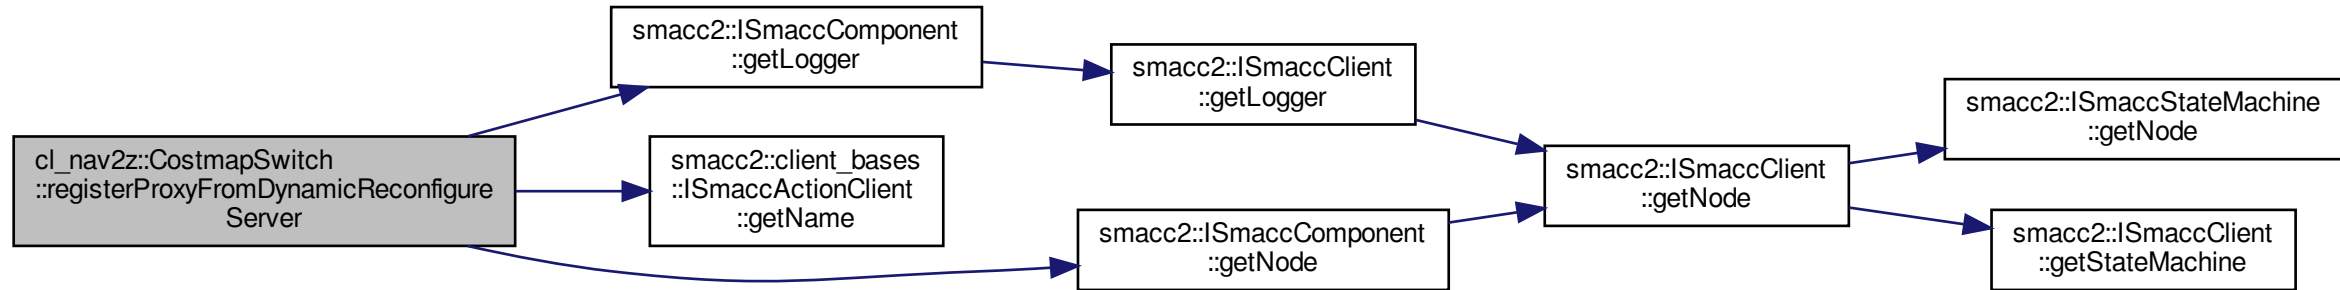 cl_nav2z::CostmapSwitch
::registerProxyFromDynamicReconfigure
Server
smacc2::ISmaccComponent
::getLogger
smacc2::client_bases
::ISmaccActionClient
::getName
smacc2::ISmaccComponent
::getNode
smacc2::ISmaccClient
::getLogger
smacc2::ISmaccClient
::getNode
smacc2::ISmaccStateMachine
::getNode
smacc2::ISmaccClient
::getStateMachine